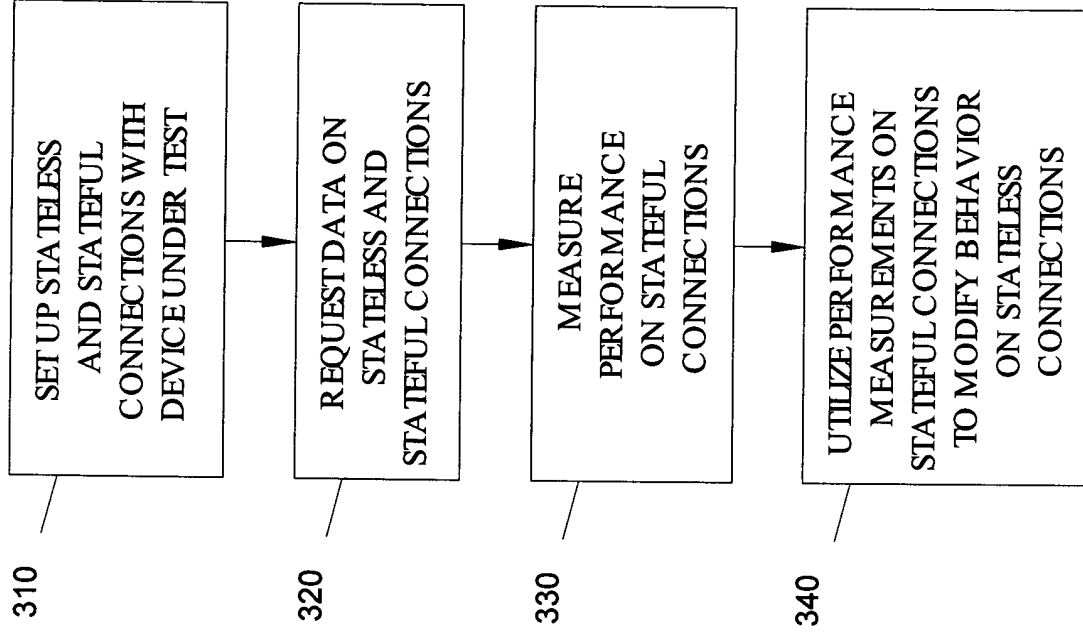 310
SET UP STATELESS
AND STATEFUL
CONNECTIONS WITH
DEVICE UNDER TEST
320
REQUEST DATA ON
STATELESS AND
STATEFUL CONNECTIONS
330
MEASURE
PERFORMANCE
ON STATEFUL
CONNECTIONS
340
UTILIZE PERFORMANCE
MEASUREMENTS ON
STATEFUL CONNECTIONS
TO MODIFY BEHAVIOR
ON STATELESS
CONNECTIONS